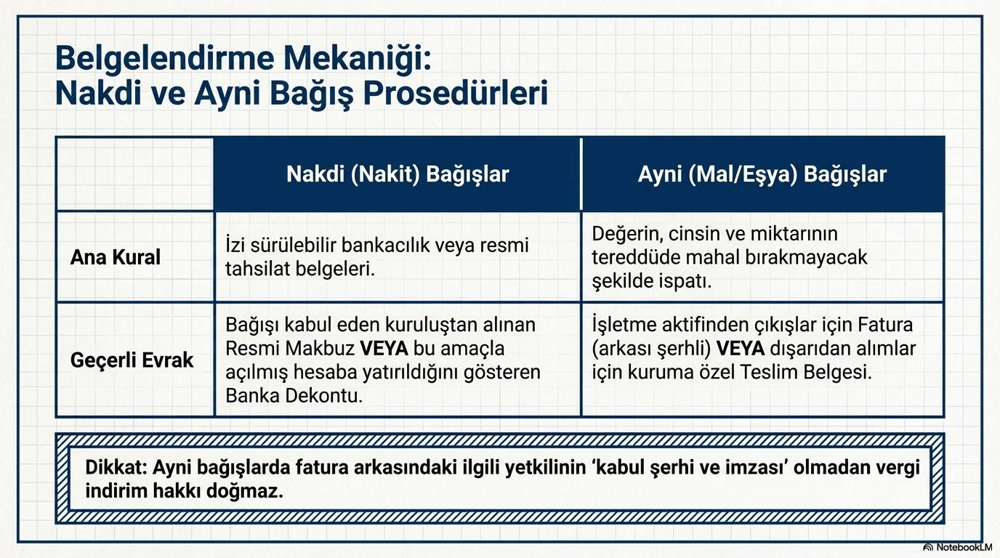 Belgelendirme Mekaniği:
Nakdi ve Ayni Bağış Prosedürleri
Nakdi (Nakit) Bağışlar
Ayni (Mal/Eşya) Bağışlar
Ana Kural
İzi sürülebilir bankacılık veya resmi
tahsilat belgeleri.
Değerin, cinsin ve miktarının
tereddüde mahal bırakmayacak
şekilde ispatı.
Geçerli Evrak
Bağışı kabul eden kuruluştan alınan
Resmi Makbuz VEYA bu amaçla
açılmış hesaba yatırıldığını gösteren
Banka Dekontu.
İşletme aktifinden çıkışlar için Fatura
(arkası şerhli) VEYA dışarıdan alımlar
için kuruma özel Teslim Belgesi.
Dikkat: Ayni bağışlarda fatura arkasındaki ilgili yetkilinin ‘kabul şerhi ve imzası’ olmadan vergi
indirim hakkı doğmaz.
NotebookLM